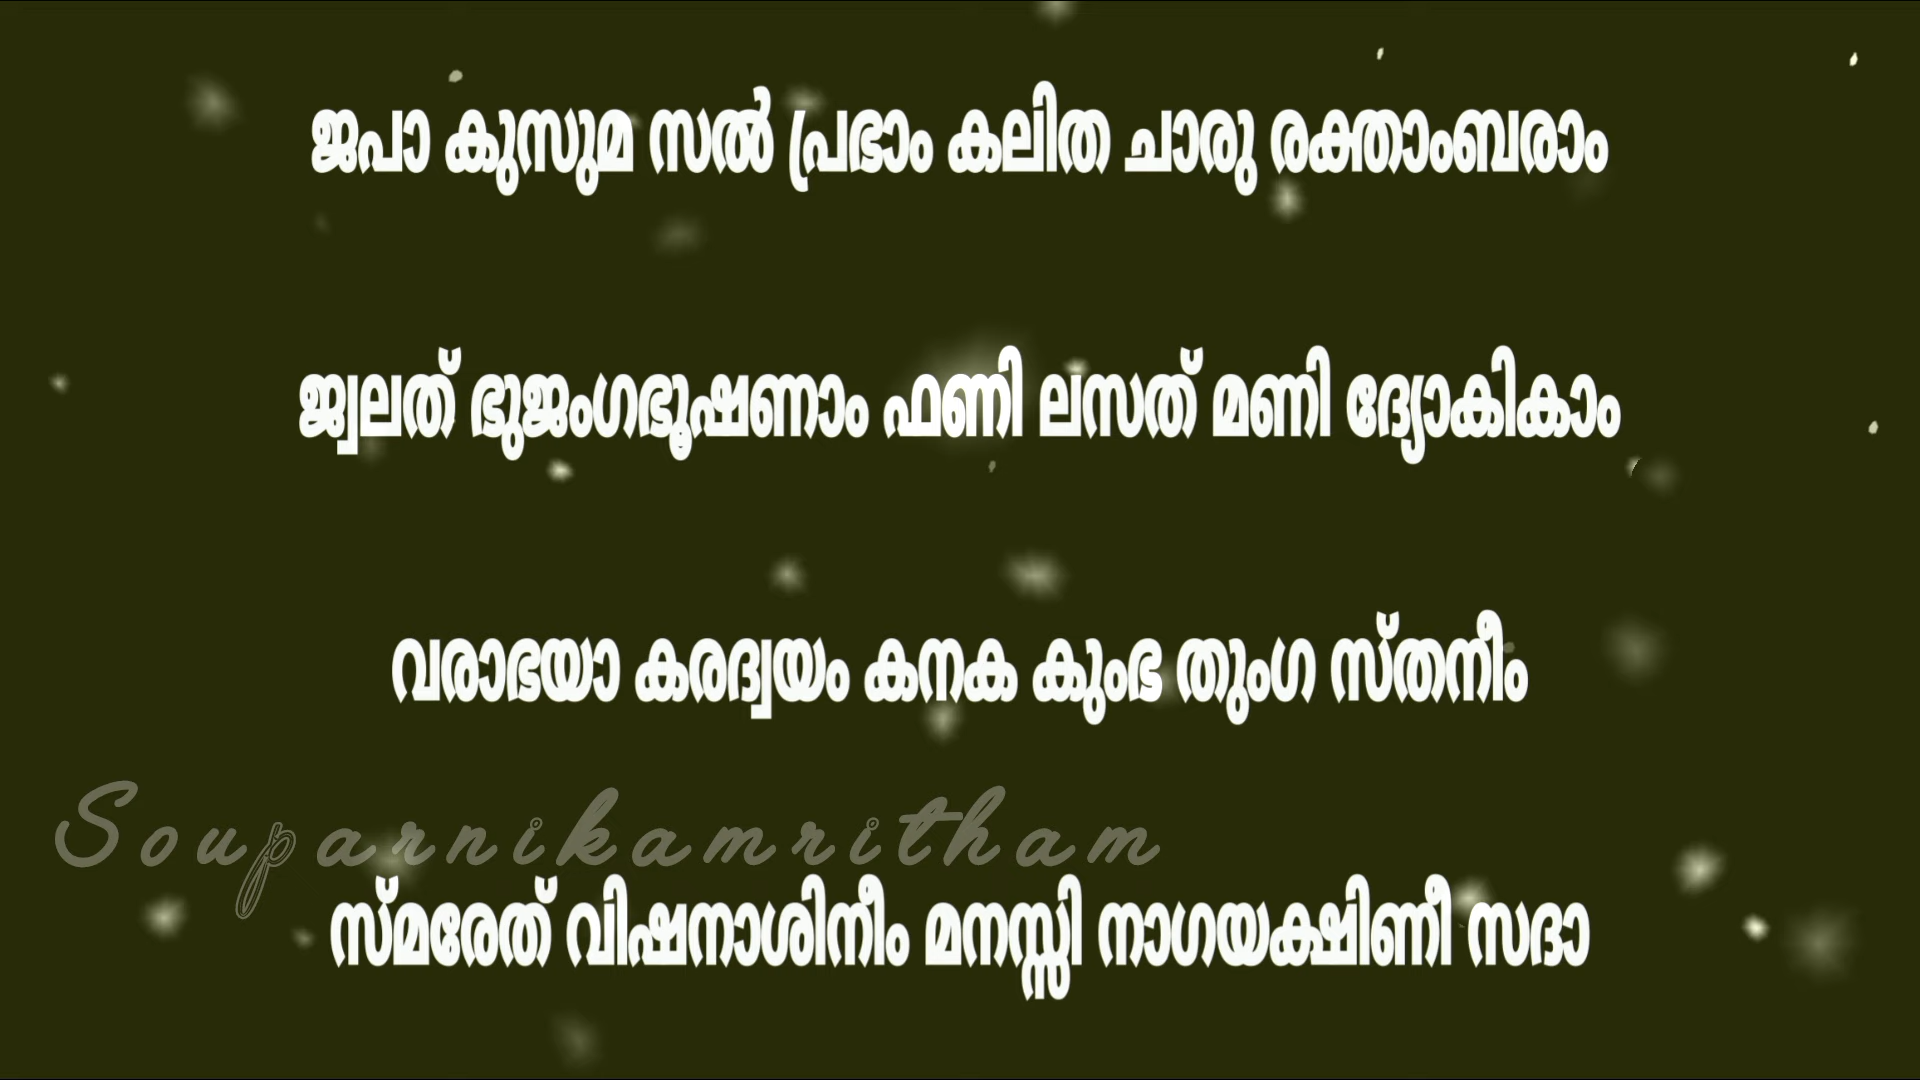 ജപാ കുസുമ സൽ പ്രഭാം കലിത ചാരു രക്താംബരാം
ജ്വലത് ഭുജംഗഭൂഷണാം ഫണി ലസത് മണി ദ്യോകികാം
വരാഭയാ കരദ്വയം കനക കുംഭ തുംഗ സ്തനീം
Souparnikamritham
സ്മരേത് വിഷനാശിനീം മനസ്സി നാഗയക്ഷിണീ സദാ